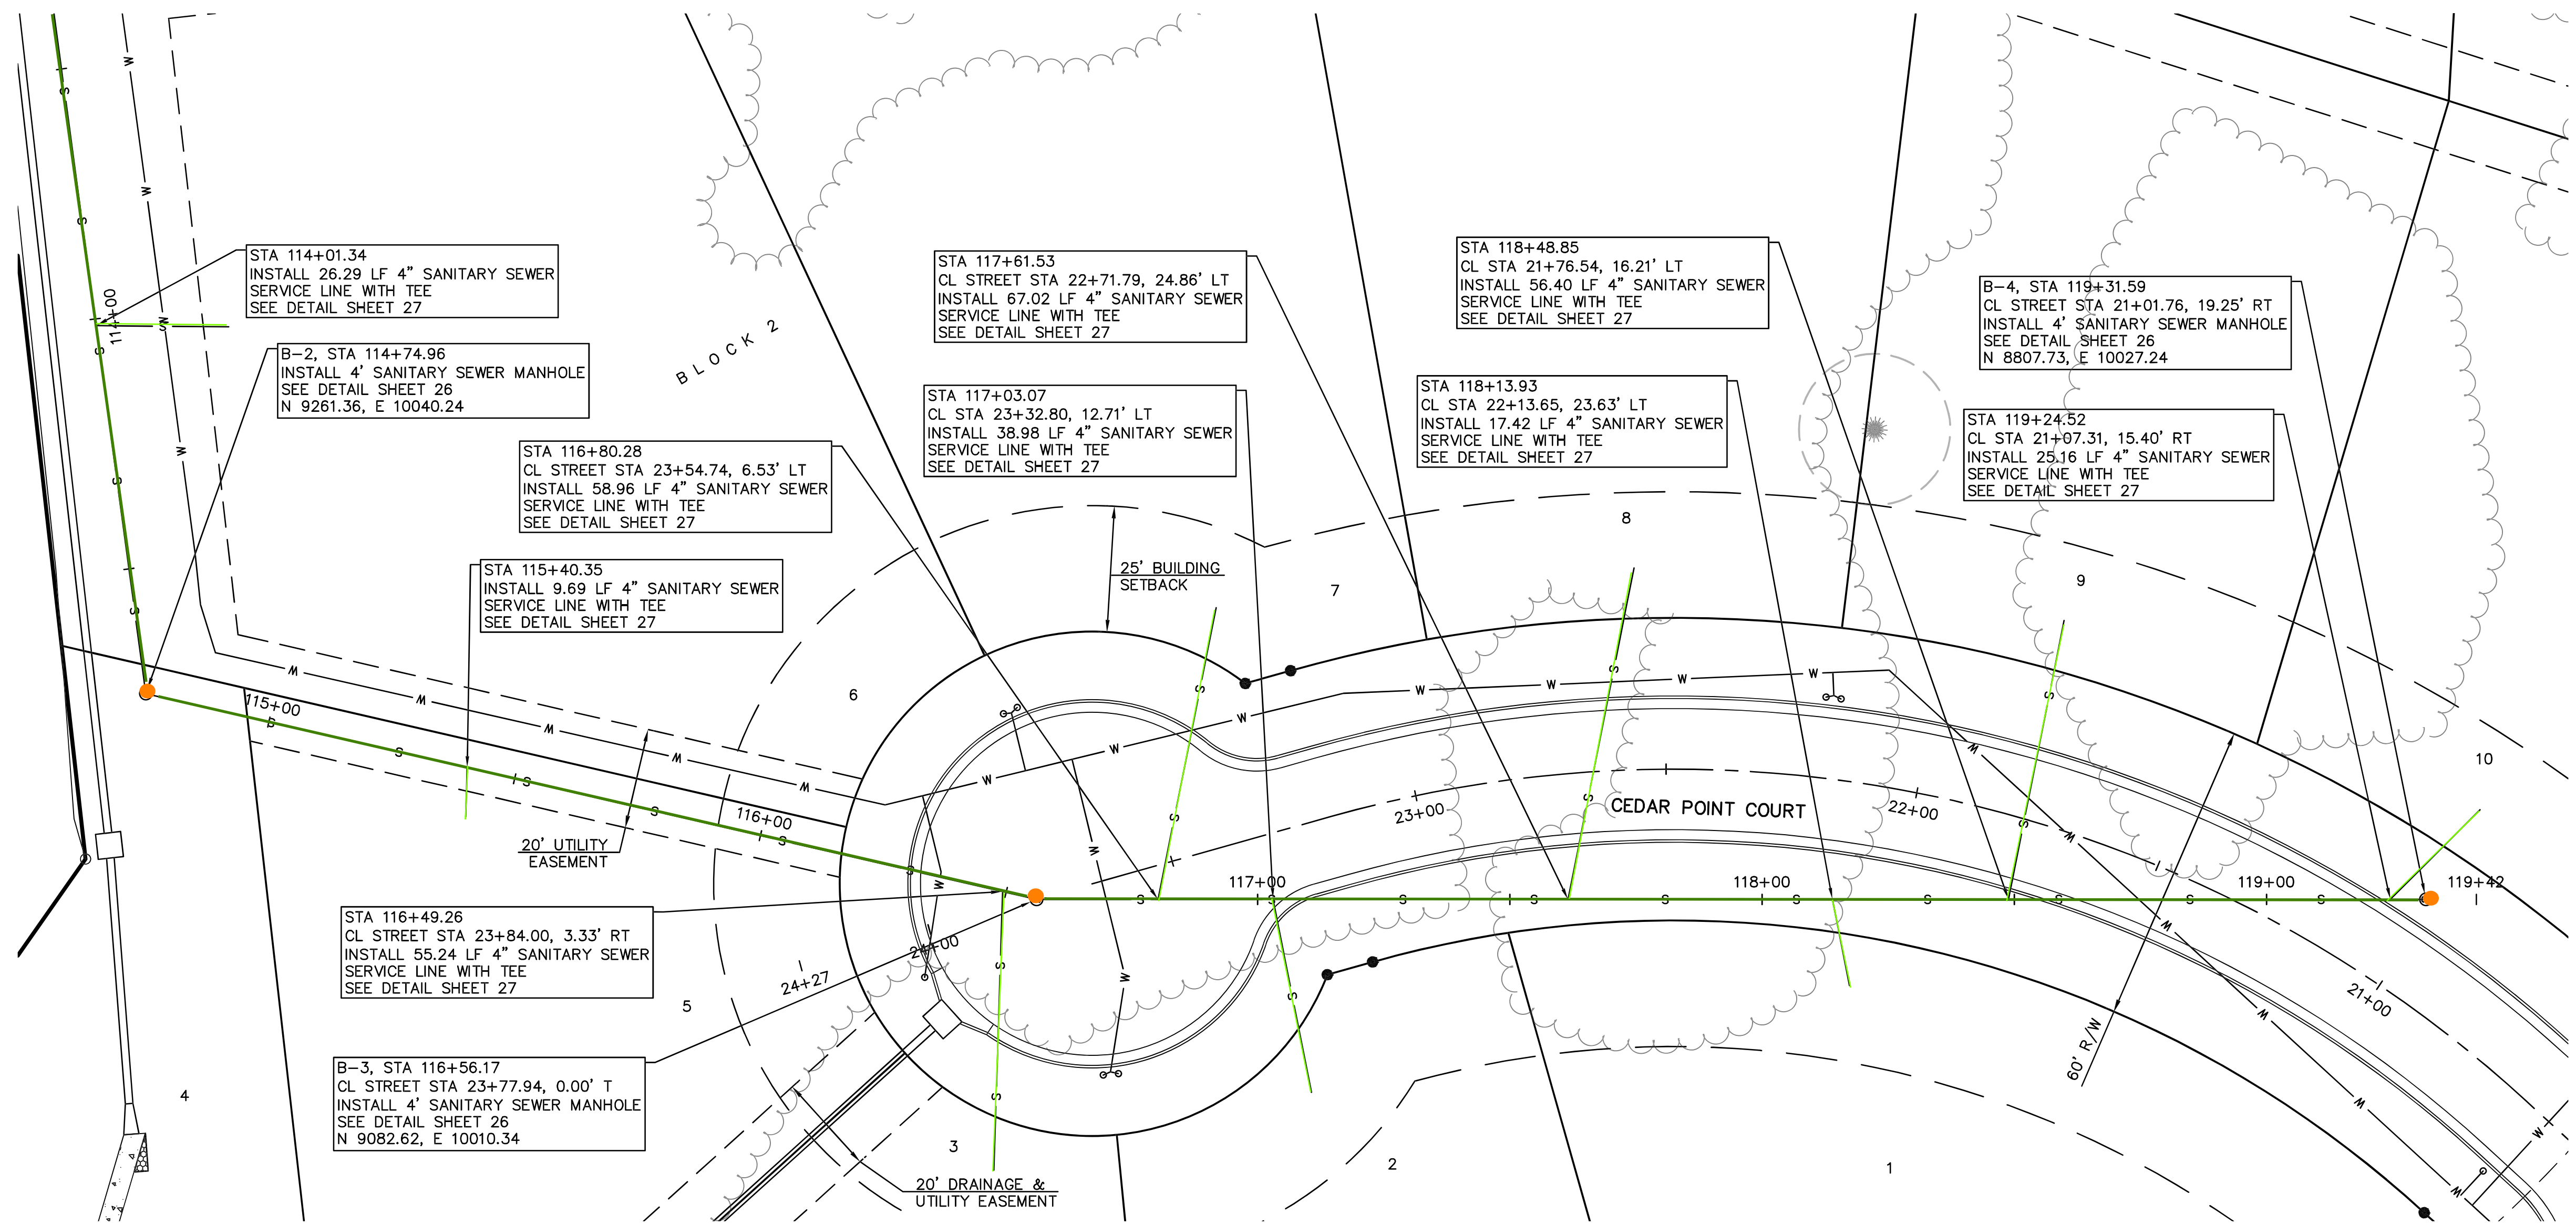 STA 114+01.34
INSTALL 26.29 LF 4" SANITARY SEWER
SERVICE LINE WITH TEE
SEE DETAIL SHEET 27
114+00
B-2, STA 114+74.96
INSTALL 4' SANITARY SEWER MANHOLE
SEE DETAIL SHEET 26
N 9261.36, E 10040.24
BLOCK 2
STA 116+80.28
CL STREET STA 23+54.74, 6.53' LT
INSTALL 58.96 LF 4" SANITARY SEWER
SERVICE LINE WITH TEE
SEE DETAIL SHEET 27
STA 115+40.35
INSTALL 9.69 LF 4" SANITARY SEWER
SERVICE LINE WITH TEE
SEE DETAIL SHEET 27
STA 117+61.53
CL STREET STA 22+71.79, 24.86' LT
INSTALL 67.02 LF 4" SANITARY SEWER
SERVICE LINE WITH TEE
SEE DETAIL SHEET 27
STA 117+03.07
CL STA 23+32.80, 12.71' LT
INSTALL 38.98 LF 4" SANITARY SEWER
SERVICE LINE WITH TEE
SEE DETAIL SHEET 27
STA 118+48.85
CL STA 21+76.54, 16.21' LT
INSTALL 56.40 LF 4" SANITARY SEWER
SERVICE LINE WITH TEE
SEE DETAIL SHEET 27
STA 118+13.93
CL STA 22+13.65, 23.63' LT
INSTALL 17.42 LF 4" SANITARY SEWER
SERVICE LINE WITH TEE
SEE DETAIL SHEET 27
B-4, STA 119+31.59
CL STREET STA 21+01.76, 19.25' RT
INSTALL 4' SANITARY SEWER MANHOLE
SEE DETAIL SHEET 26
N 8807.73, E 10027.24
STA 119+24.52
CL STA 21+07.31, 15.40' RT
INSTALL 25.16 LF 4" SANITARY SEWER
SERVICE LINE WITH TEE
SEE DETAIL SHEET 27
25' BUILDING
SETBACK
6
7
8
9
10
115+00
116+00
20' UTILITY
EASEMENT
117+00
118+00
119+00
119+42
23+00
CEDAR POINT COURT
22+00
21+00
60' R/W
24+00
24+27
STA 116+49.26
CL STREET STA 23+84.00, 3.33' RT
INSTALL 55.24 LF 4" SANITARY SEWER
SERVICE LINE WITH TEE
SEE DETAIL SHEET 27
B-3, STA 116+56.17
CL STREET STA 23+77.94, 0.00' T
INSTALL 4' SANITARY SEWER MANHOLE
SEE DETAIL SHEET 26
N 9082.62, E 10010.34
5
4
3
2
1
20' DRAINAGE &
UTILITY EASEMENT